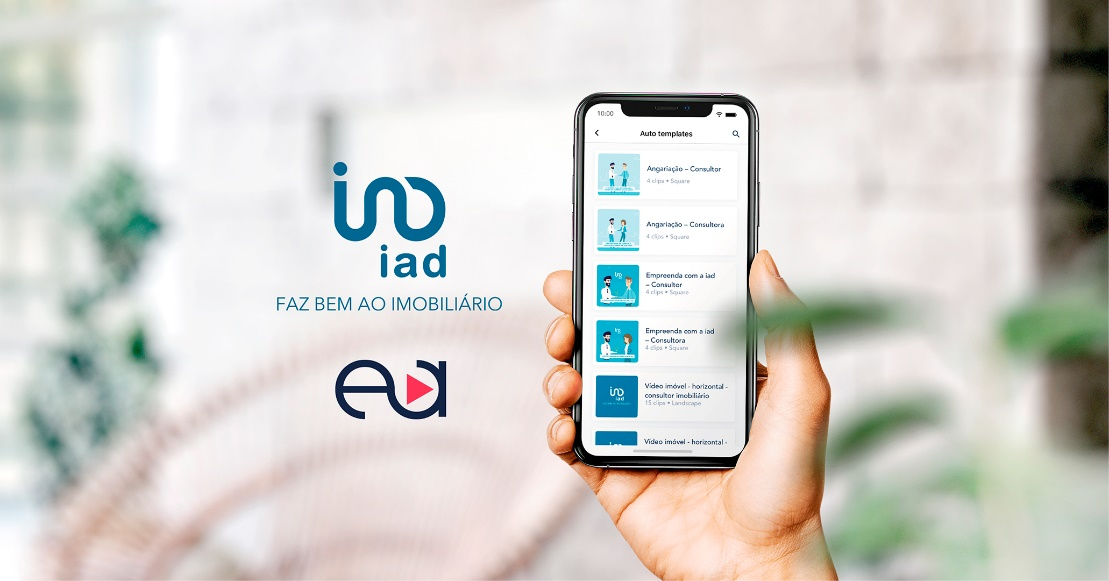 iad
FAZ BEM AO IMOBILIÁRIO
ea
10:00
Auto templates
Angariação – Consultor
4 clips • Square
Angariação – Consultora
4 clips • Square
Empreenda com a iad
– Consultor
4 clips • Square
Empreenda com a iad
– Consultora
4 clips • Square
iad
Vídeo imóvel - horizontal -
consultor imobiliário
15 clips • Landscape
Vídeo imóvel - horizontal -